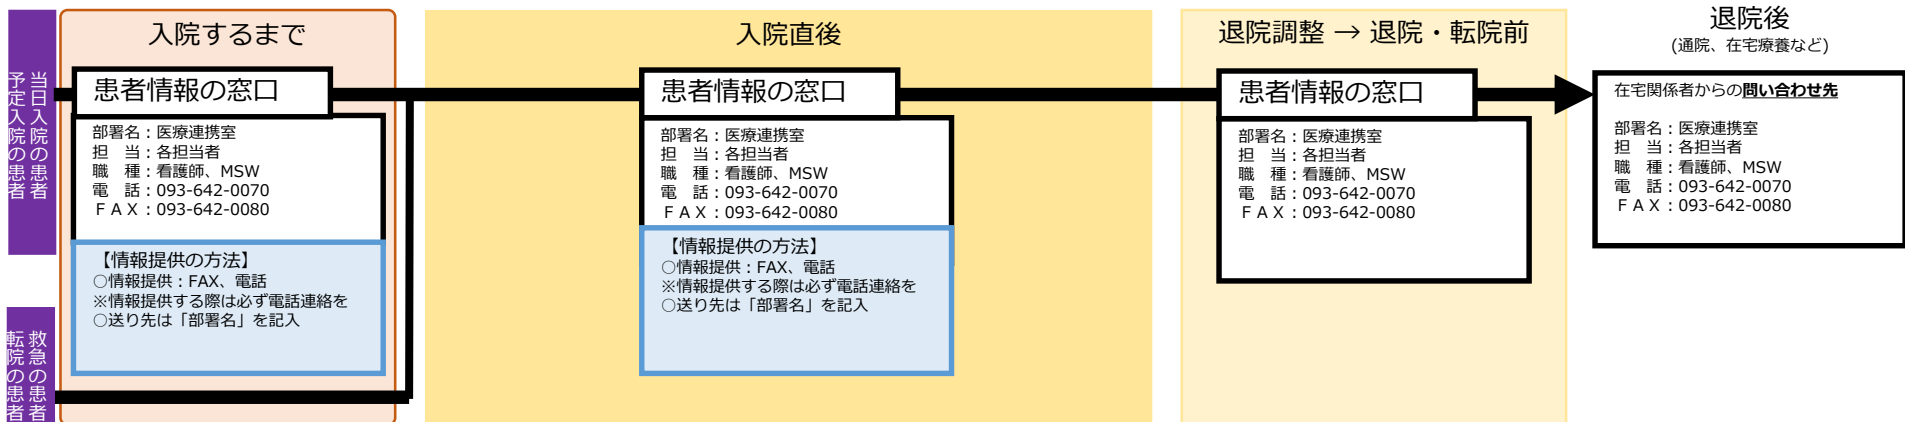 当日入院の患者
予定入院の患者
救急の患者
転院の患者
入院するまで
患者情報の窓口
部署名：医療連携室
担　当：各担当者
職　種：看護師、MSW
電　話：093-642-0070
ＦＡＸ：093-642-0080
【情報提供の方法】
○情報提供：FAX、電話
※情報提供する際は必ず電話連絡を
○送り先は「部署名」を記入
入院直後
患者情報の窓口
部署名：医療連携室
担　当：各担当者
職　種：看護師、MSW
電　話：093-642-0070
ＦＡＸ：093-642-0080
【情報提供の方法】
○情報提供：FAX、電話
※情報提供する際は必ず電話連絡を
○送り先は「部署名」を記入
退院調整 → 退院・転院前
患者情報の窓口
部署名：医療連携室
担　当：各担当者
職　種：看護師、MSW
電　話：093-642-0070
ＦＡＸ：093-642-0080
退院後
(通院、在宅療養など)
在宅関係者からの問い合わせ先
部署名：医療連携室
担　当：各担当者
職　種：看護師、MSW
電　話：093-642-0070
ＦＡＸ：093-642-0080